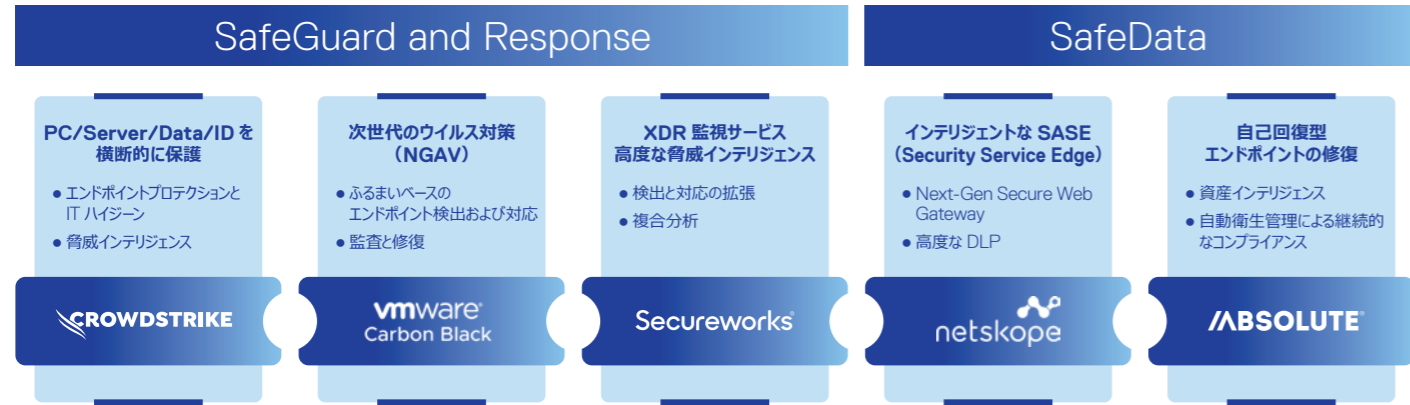 SafeGuard and Response
SafeData
PC/Server/Data/ID を
横断的に保護
● エンドポイントプロテクションと
IT ハイジーン
● 脅威インテリジェンス
CROWDSTRIKE
次世代のウイルス対策
（NGAV）
● ふるまいベースの
エンドポイント検出および対応
● 監査と修復
vmware®
Carbon Black
XDR 監視サービス
高度な脅威インテリジェンス
● 検出と対応の拡張
● 複合分析
Secureworks®
インテリジェントな SASE
（Security Service Edge）
● Next-Gen Secure Web
Gateway
● 高度な DLP
netskope
自己回復型
エンドポイントの修復
● 資産インテリジェンス
● 自動衛生管理による継続的
なコンプライアンス
ABSOLUTE®